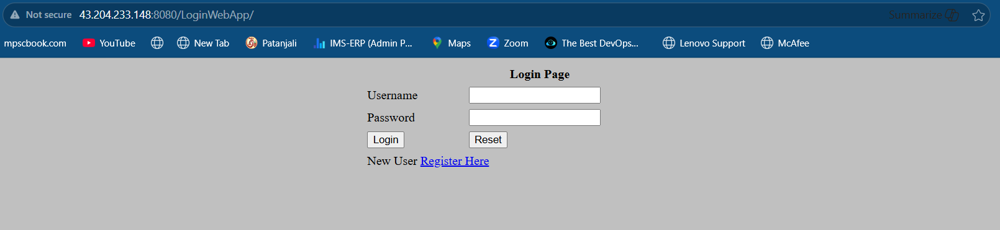 Not secure 43.204.233.148:8080/LoginWebApp/ Summarize
mpscbook.com YouTube New Tab Patanjali IMS-ERP (Admin P... Maps Zoom The Best DevOps... Lenovo Support McAfee
Login Page
Username
Password
Login Reset
New User Register Here